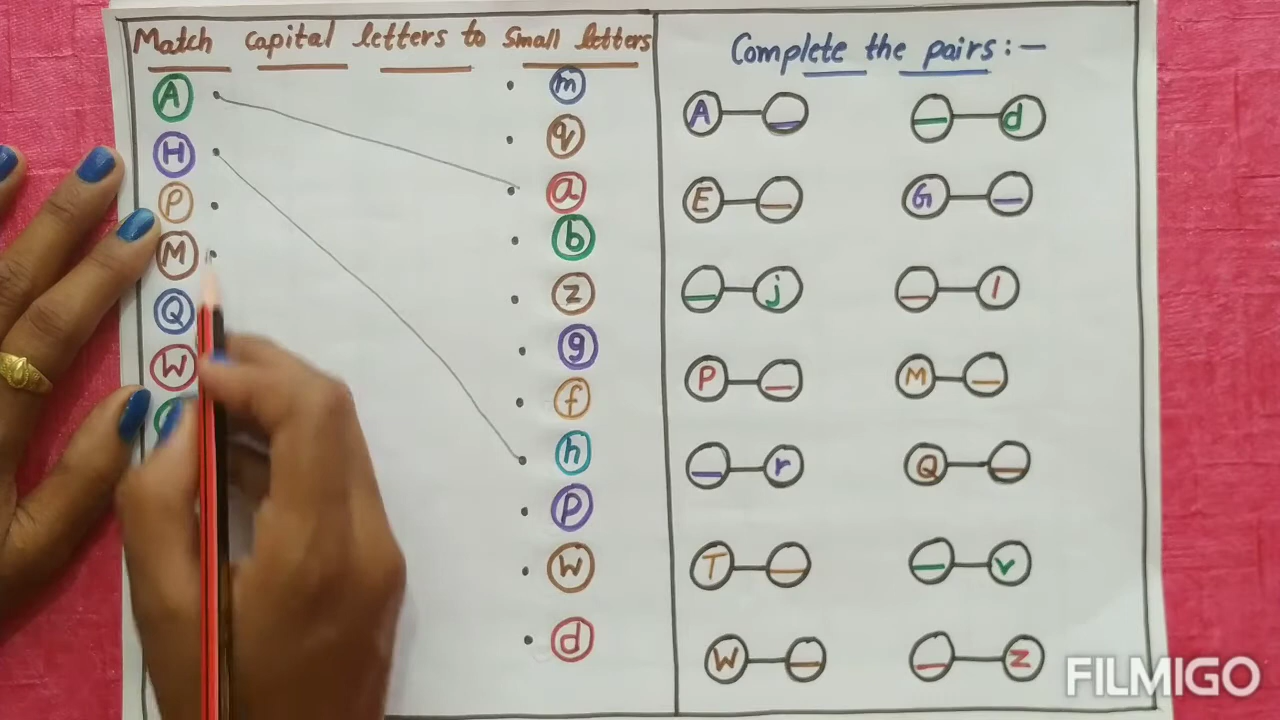 Match capital letters to Small letters
A m
H q
P a
M b
Q z
W g
f
h
p
w
d
Complete the pairs:-
A — _ _ — d
E — _ G — _
_ — j _ — l
P — _ M — _
_ — r Q — _
T — _ _ — v
W — _ _ — z
FILMIGO